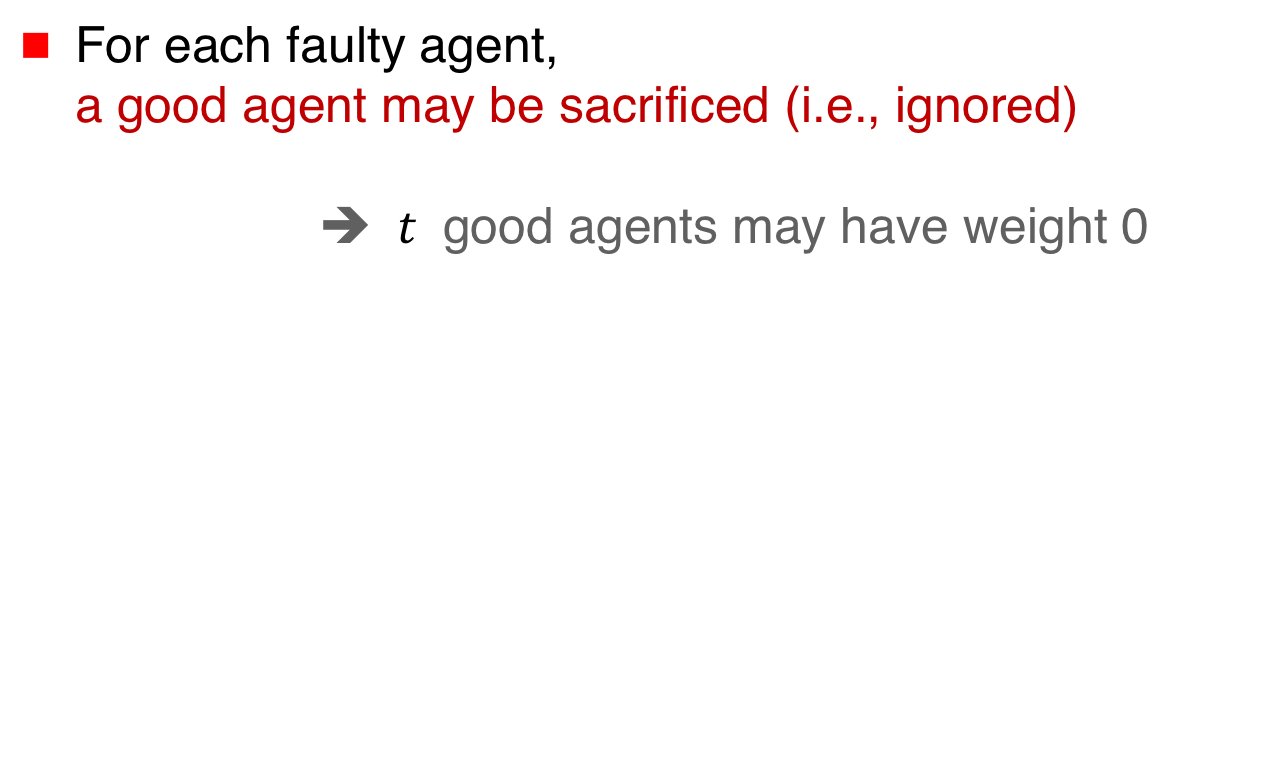 For each faulty agent,
a good agent may be sacrificed (i.e., ignored)
➔ t good agents may have weight 0